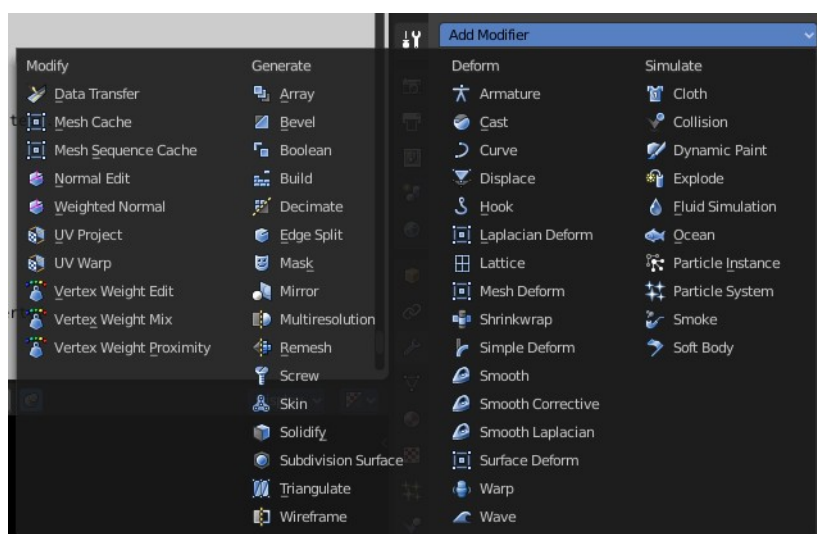 Add Modifier
Modify
Data Transfer
Mesh Cache
Mesh Sequence Cache
Normal Edit
Weighted Normal
UV Project
UV Warp
Vertex Weight Edit
Vertex Weight Mix
Vertex Weight Proximity
Generate
Array
Bevel
Boolean
Build
Decimate
Edge Split
Mask
Mirror
Multiresolution
Remesh
Screw
Skin
Solidify
Subdivision Surface
Triangulate
Wireframe
Deform
Armature
Cast
Curve
Displace
Hook
Laplacian Deform
Lattice
Mesh Deform
Shrinkwrap
Simple Deform
Smooth
Smooth Corrective
Smooth Laplacian
Surface Deform
Warp
Wave
Simulate
Cloth
Collision
Dynamic Paint
Explode
Fluid Simulation
Ocean
Particle Instance
Particle System
Smoke
Soft Body